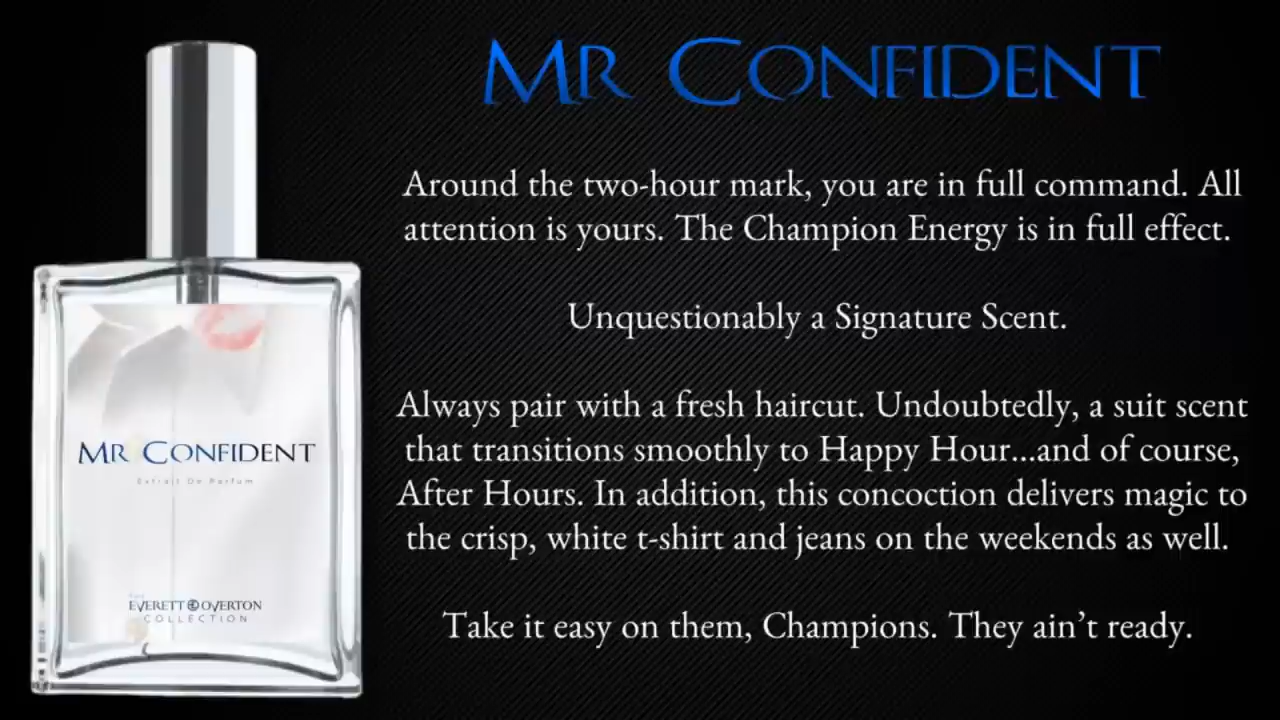 Mr Confident
Around the two-hour mark, you are in full command. All
attention is yours. The Champion Energy is in full effect.
Unquestionably a Signature Scent.
Always pair with a fresh haircut. Undoubtedly, a suit scent
that transitions smoothly to Happy Hour...and of course,
After Hours. In addition, this concoction delivers magic to
the crisp, white t-shirt and jeans on the weekends as well.
Take it easy on them, Champions. They ain’t ready.
Mr Confident
Extrait De Parfum
Everett Overton
COLLECTION